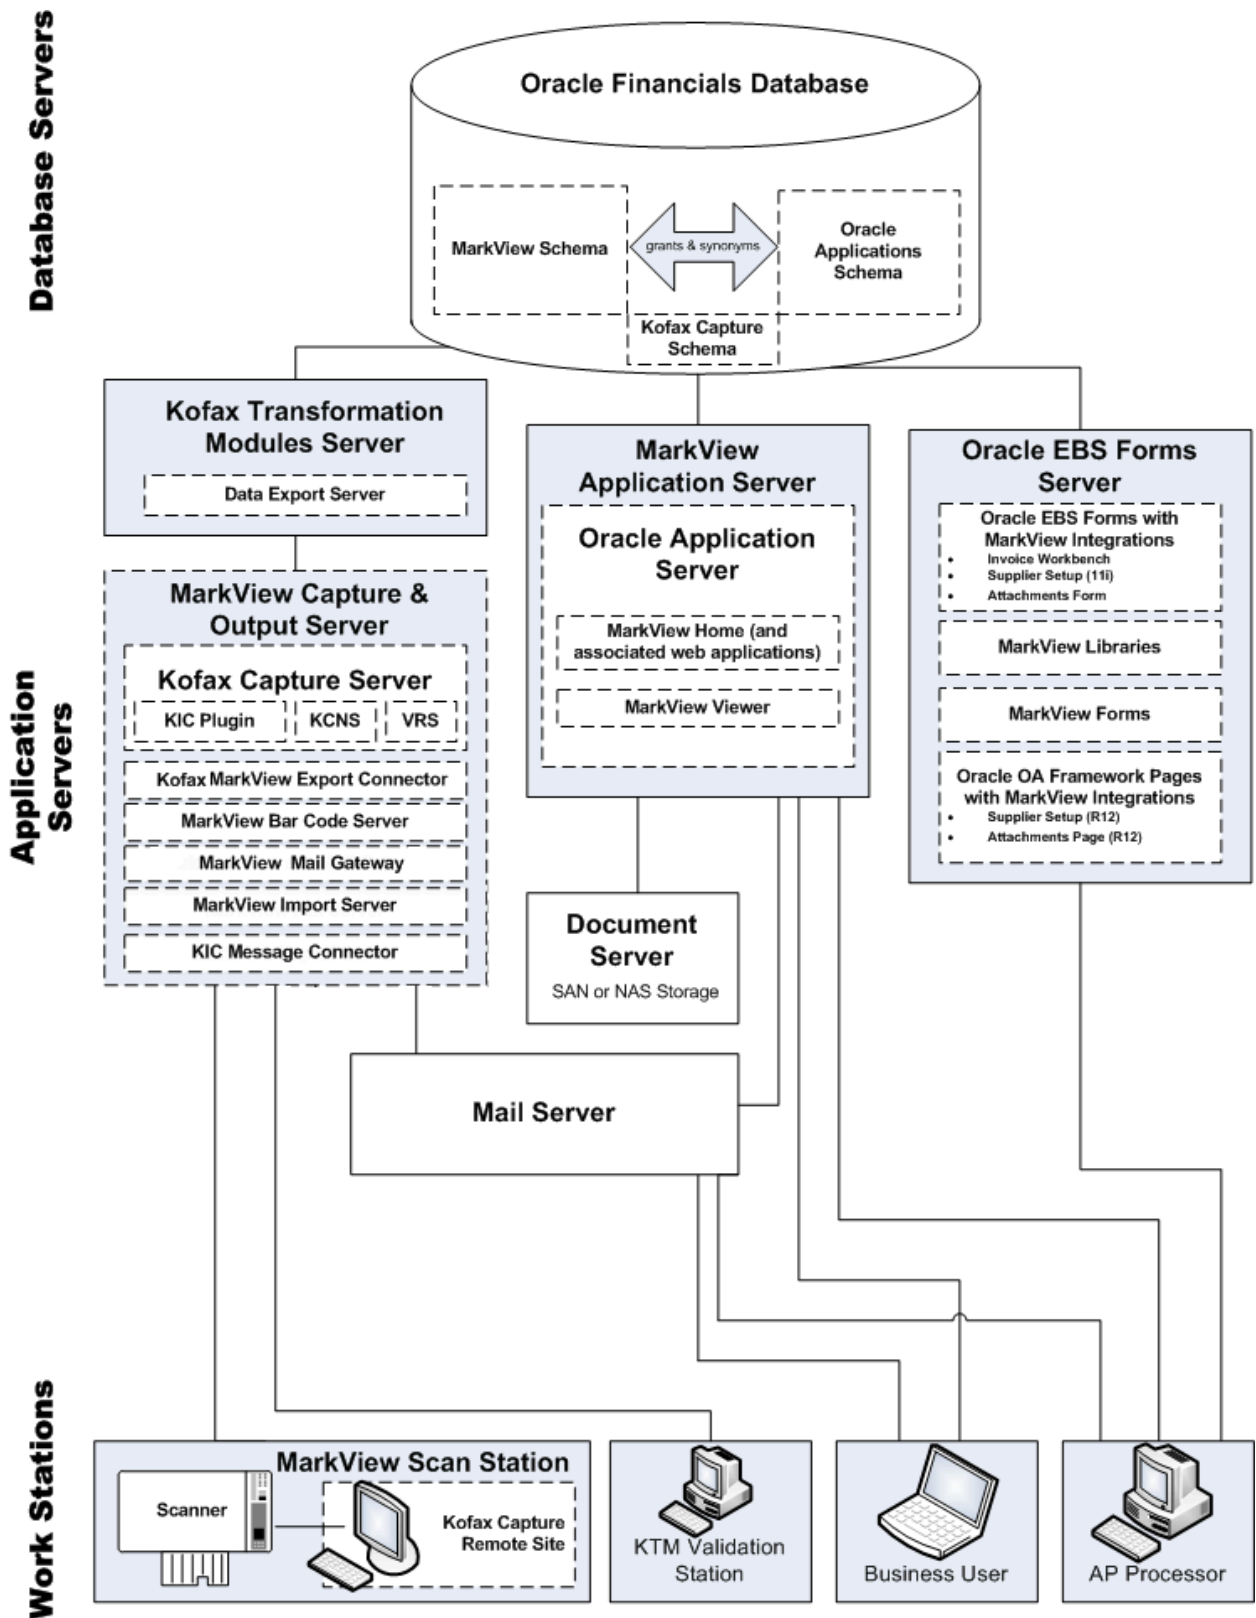 Database Servers
Oracle Financials Database
MarkView Schema
grants & synonyms
Oracle
Applications
Schema
Kofax Capture
Schema
Application
Servers
Kofax Transformation
Modules Server
Data Export Server
MarkView Capture &
Output Server
Kofax Capture Server
KIC Plugin
KCNS
VRS
Kofax MarkView Export Connector
MarkView Bar Code Server
MarkView Mail Gateway
MarkView Import Server
KIC Message Connector
MarkView
Application Server
Oracle Application
Server
MarkView Home (and
associated web applications)
MarkView Viewer
Oracle EBS Forms
Server
Oracle EBS Forms with
MarkView Integrations
• Invoice Workbench
• Supplier Setup (11i)
• Attachments Form
MarkView Libraries
MarkView Forms
Oracle OA Framework Pages
with MarkView Integrations
• Supplier Setup (R12)
• Attachments Page (R12)
Document
Server
SAN or NAS Storage
Mail Server
Work Stations
MarkView Scan Station
Scanner
Kofax Capture
Remote Site
KTM Validation
Station
Business User
AP Processor